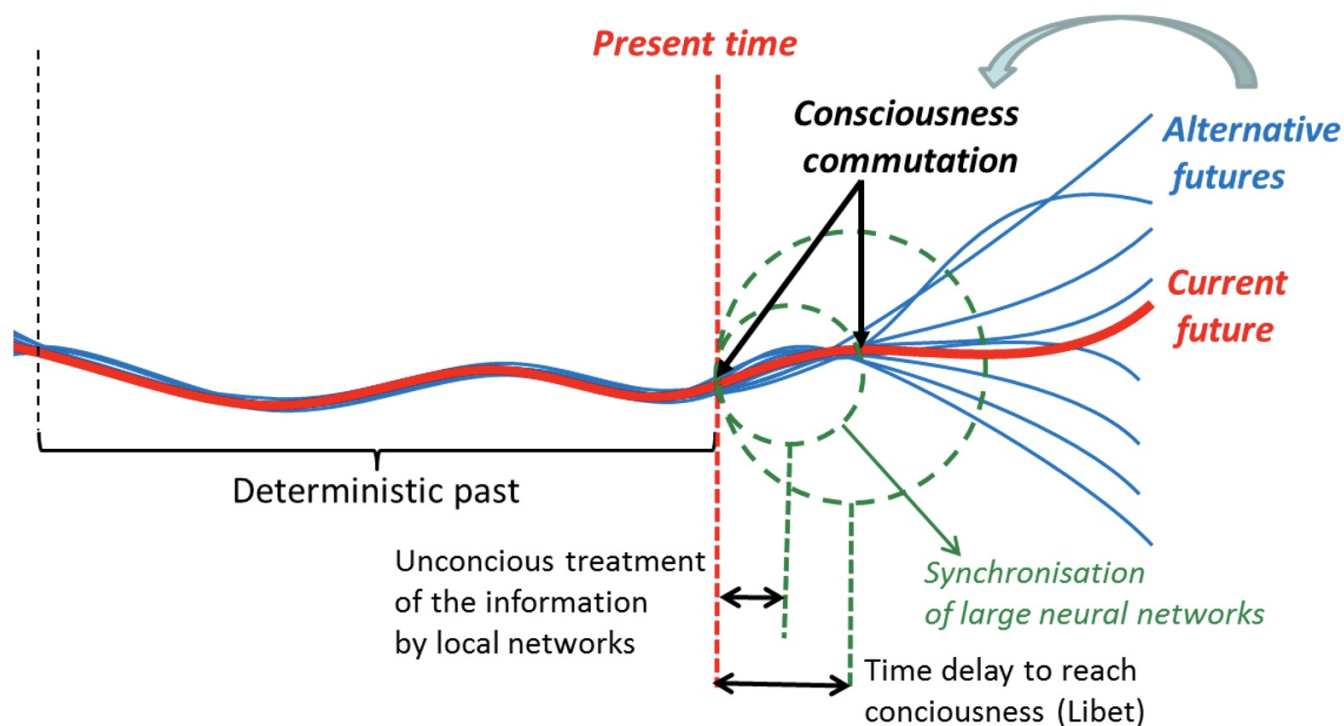 Present time
Consciousness
commutation
Alternative
futures
Current
future
Deterministic past
Unconcious treatment
of the information
by local networks
Synchronisation
of large neural networks
Time delay to reach
conciousness (Libet)